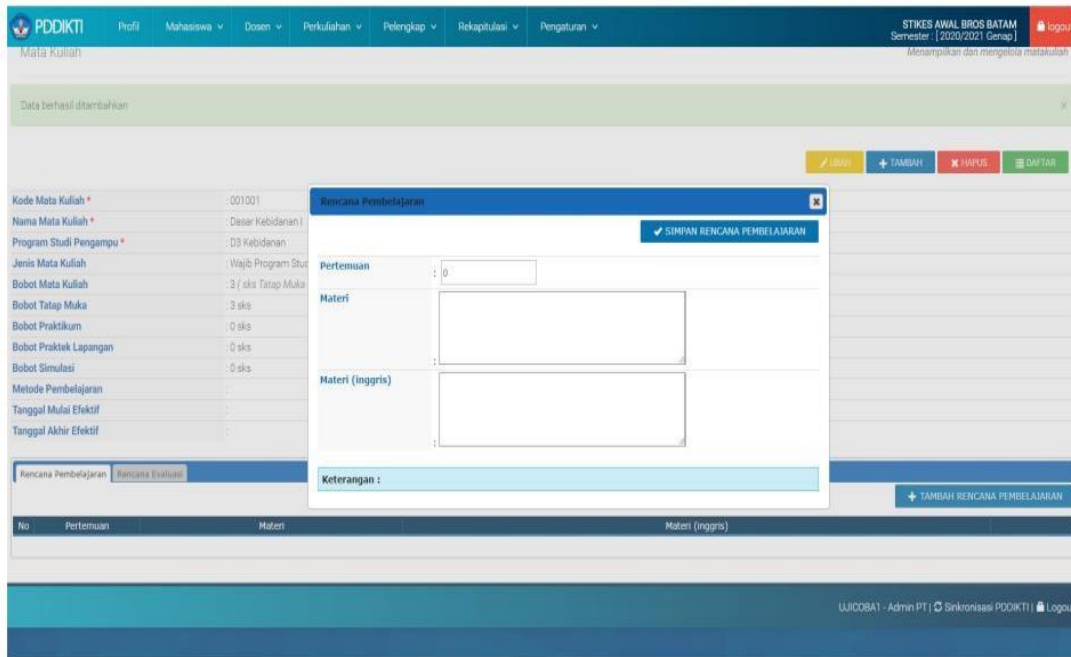 PDDIKTI Profil Mahasiswa Dosen Perkuliahan Pelengkap Rekapitulasi Pengaturan
STIKES AWAL BROS BATAM
Semester : [ 2020/2021 Genap ]
logout
Mata Kuliah
Menampilkan dan mengelola matakuliah
Data berhasil ditambahkan
x
UBAH
TAMBAH
HAPUS
DAFTAR
Kode Mata Kuliah * : 001001
Nama Mata Kuliah * : Dasar Kebidanan I
Program Studi Pengampu * : D3 Kebidanan
Jenis Mata Kuliah : Wajib Program Stud
Bobot Mata Kuliah : 3 ( sks Tatap Muka
Bobot Tatap Muka : 3 sks
Bobot Praktikum : 0 sks
Bobot Praktek Lapangan : 0 sks
Bobot Simulasi : 0 sks
Metode Pembelajaran :
Tanggal Mulai Efektif :
Tanggal Akhir Efektif :
Rencana Pembelajaran
SIMPAN RENCANA PEMBELAJARAN
Pertemuan : 0
Materi :
Materi (inggris) :
Keterangan :
Rencana Pembelajaran Rencana Evaluasi
TAMBAH RENCANA PEMBELAJARAN
No Pertemuan Materi Materi (inggris)
UJICOBA1 - Admin PT | Sinkronisasi PDDIKTI | Logou